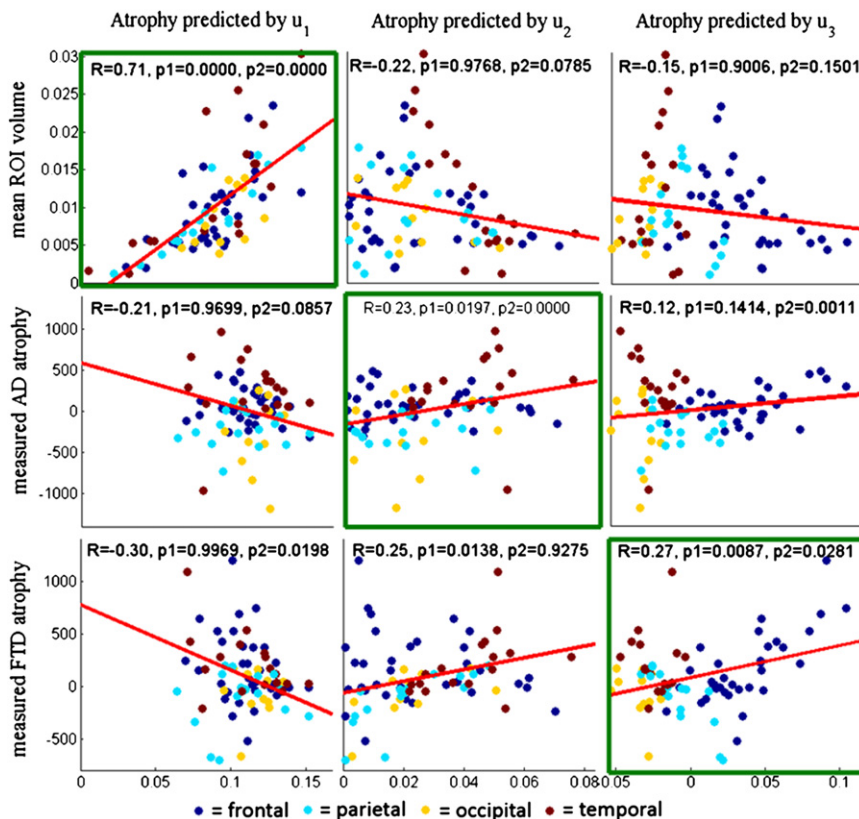 Atrophy predicted by u1 Atrophy predicted by u2 Atrophy predicted by u3
mean ROI volume
0.03
0.025
0.02
0.015
0.01
0.005
0
R=0.71, p1=0.0000, p2=0.0000
R=-0.22, p1=0.9768, p2=0.0785
R=-0.15, p1=0.9006, p2=0.1501
measured AD atrophy
1000
500
0
-500
-1000
R=-0.21, p1=0.9699, p2=0.0857
R=0.23, p1=0.0197, p2=0.0000
R=0.12, p1=0.1414, p2=0.0011
measured FTD atrophy
1000
500
0
-500
R=-0.30, p1=0.9969, p2=0.0198
R=0.25, p1=0.0138, p2=0.9275
R=0.27, p1=0.0087, p2=0.0281
0 0.05 0.1 0.15 0 0.02 0.04 0.06 0.08 0.05 0 0.05 0.1
= frontal = parietal = occipital = temporal